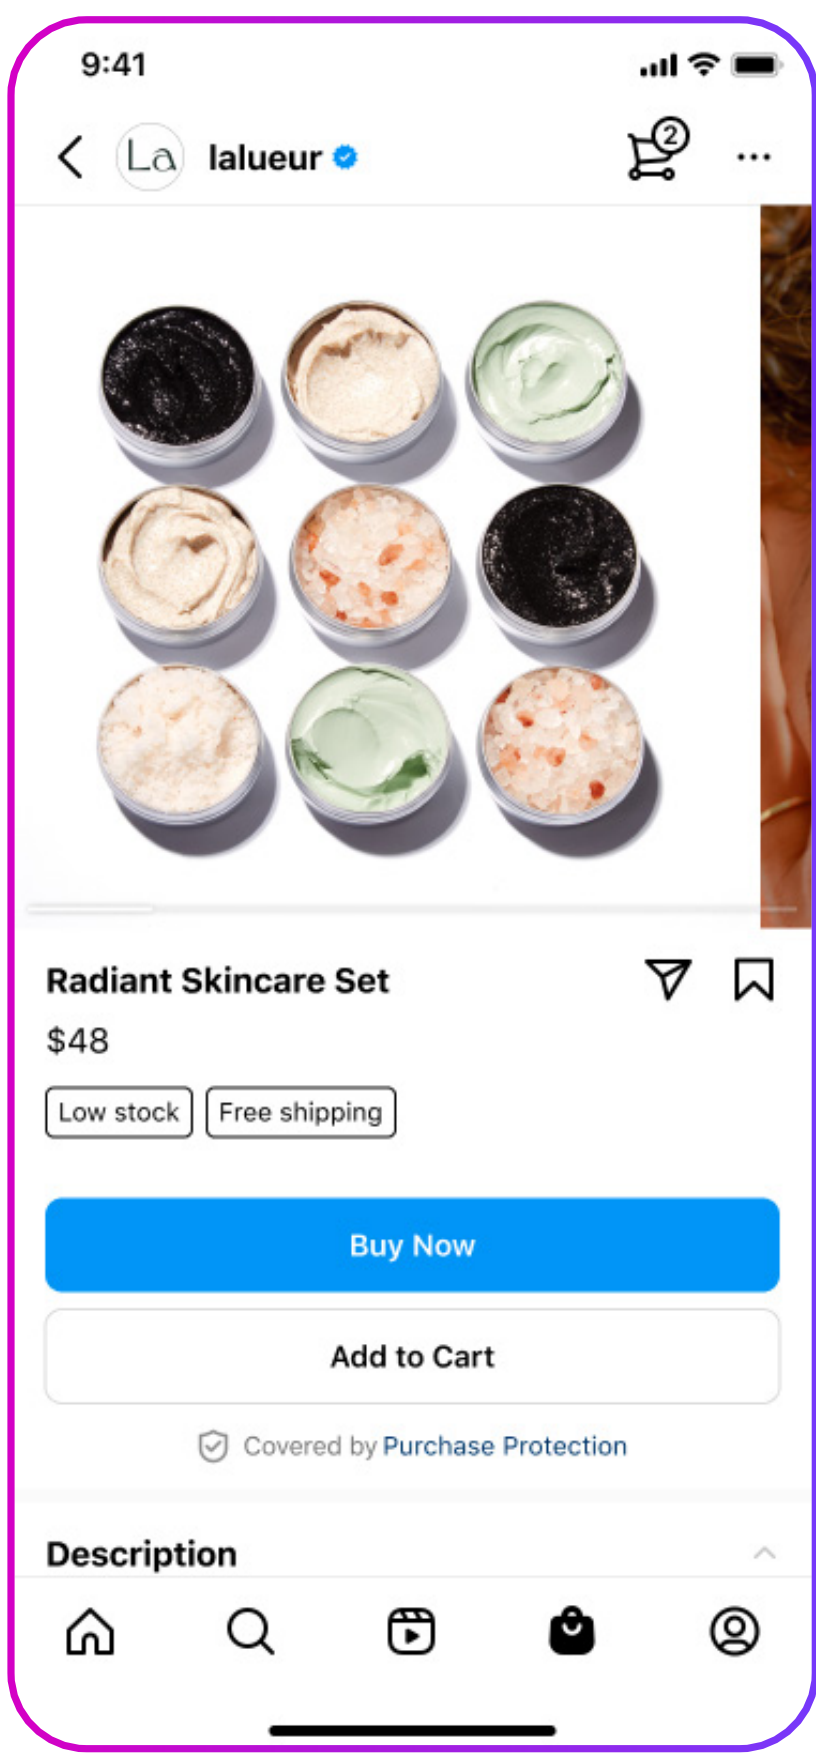 9:41
La lalueur 2
Radiant Skincare Set
$48
Low stock Free shipping
Buy Now
Add to Cart
Covered by Purchase Protection
Description